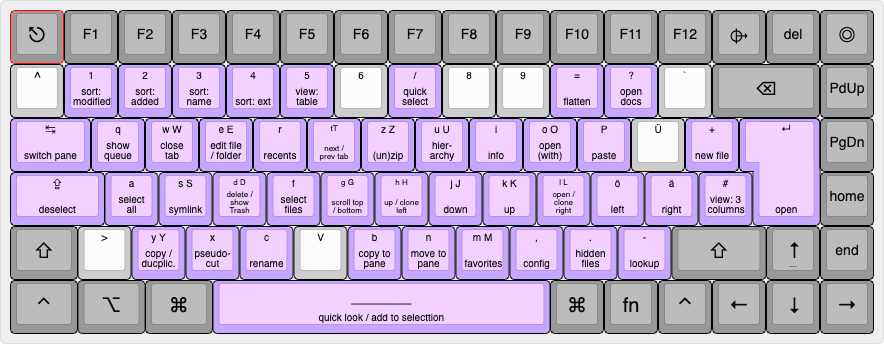 F1 F2 F3 F4 F5 F6 F7 F8 F9 F10 F11 F12 del
^ 1 2 3 4 5 6 / 8 9 = ? ` ⌫ PdUp
sort: modified sort: added sort: name sort: ext view: table quick select flatten open docs
↹ q w W e E r tT z Z u U i o O P Ü + ↵ PgDn
switch pane show queue close tab edit file / folder recents next / prev tab (un)zip hier- archy info open (with) paste new file
⇪ a s S d D f g G h H j J k K l L ö ä # home
deselect select all symlink delete / show Trash select files scroll top / bottom up / clone left down up open / clone right left right view: 3 columns open
⇧ > y Y x c V b n m M , . - ⇧ ↑ end
copy / ducplic. pseudo- cut rename copy to pane move to pane favorites config hidden files lookup
^ ⌥ ⌘ ⌘ fn ^ ← ↓ →
quick look / add to selecttion